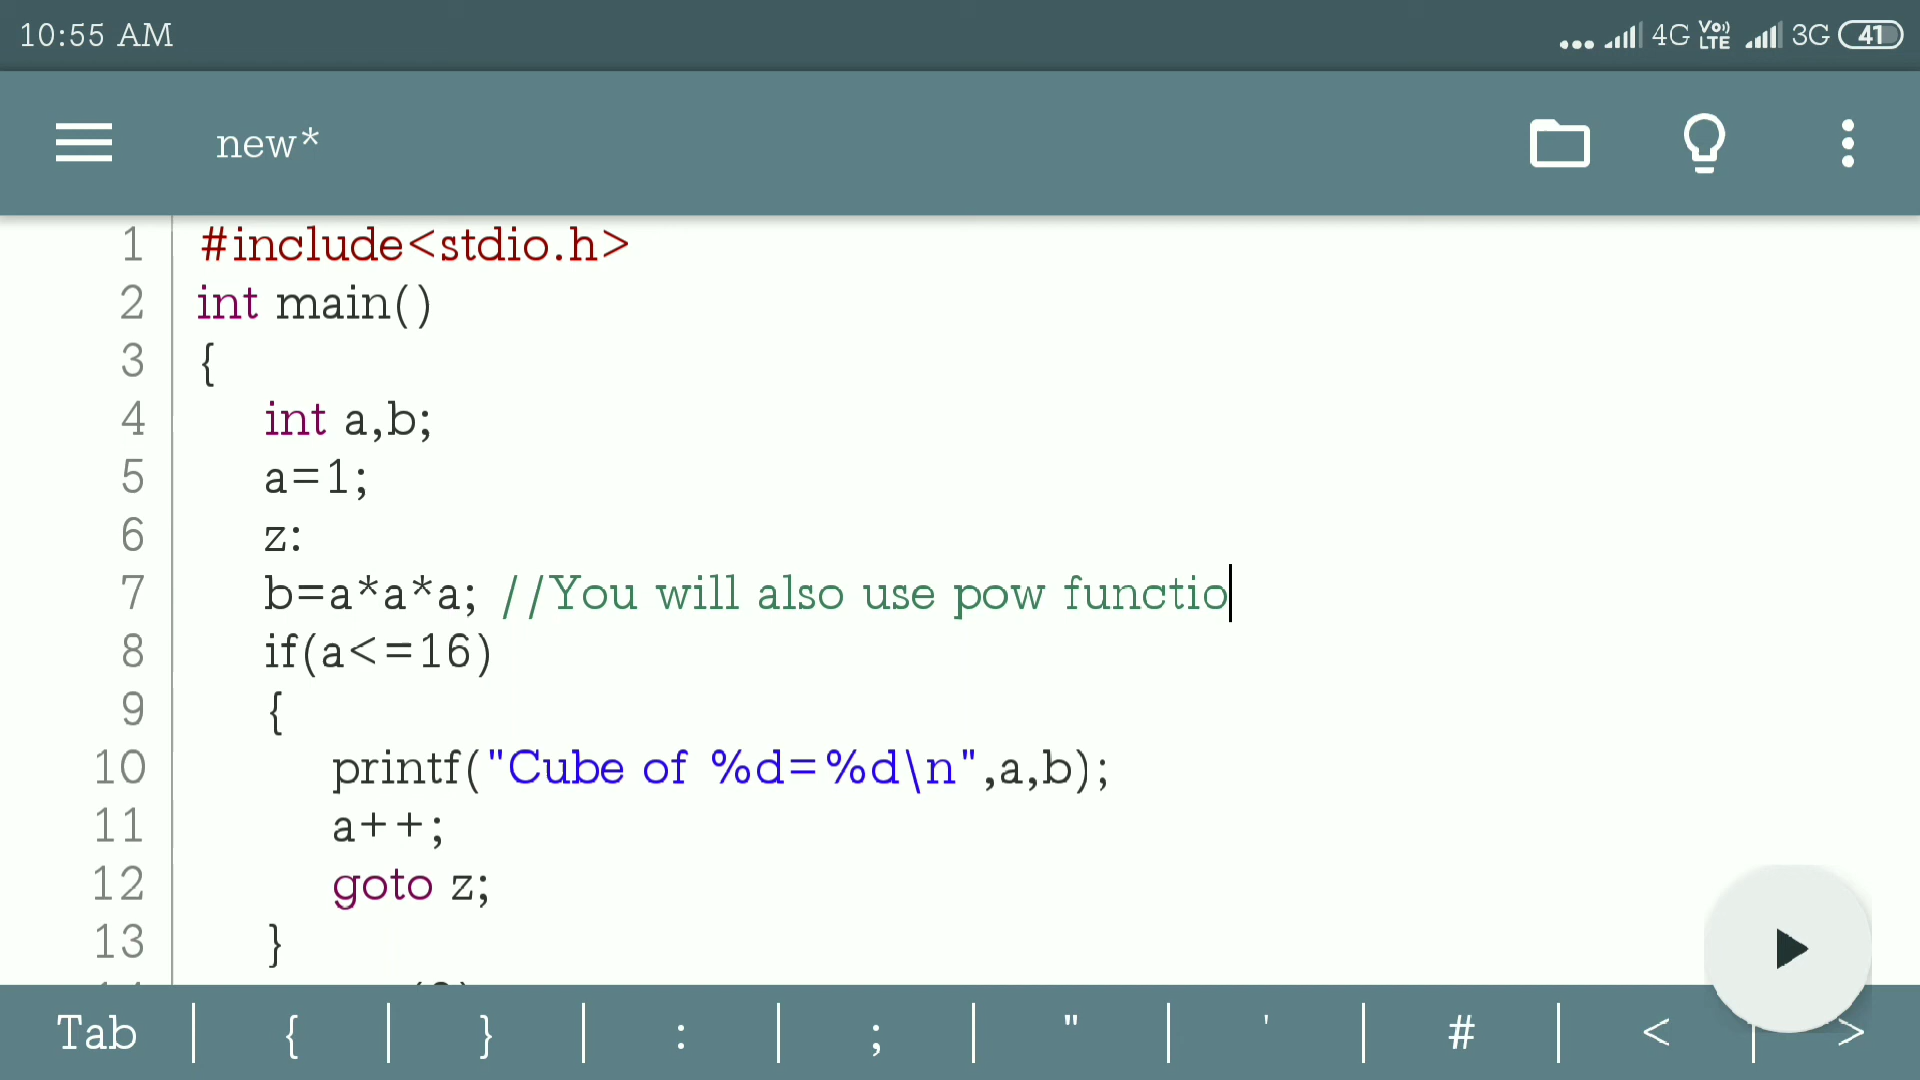 10:55 AM
4G VoLTE 3G 41
new*
1 #include<stdio.h>
2 int main()
3 {
4 int a,b;
5 a=1;
6 z:
7 b=a*a*a; //You will also use pow functio
8 if(a<=16)
9 {
10 printf("Cube of %d=%d\n",a,b);
11 a++;
12 goto z;
13 }
Tab { } : ; " ' # < >